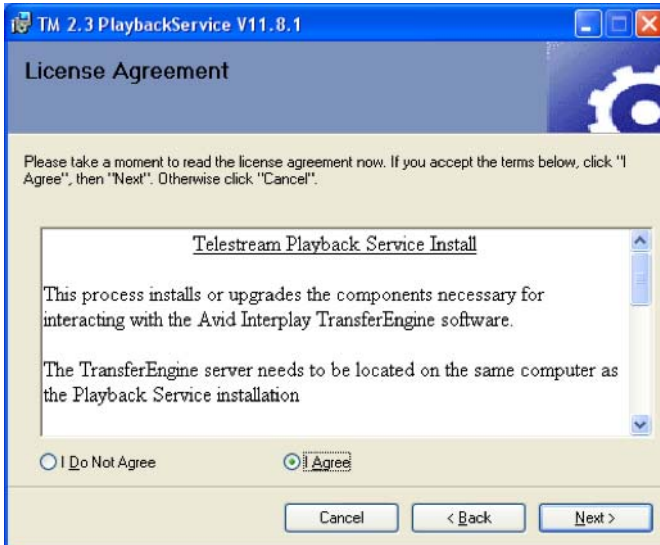 TM 2.3 PlaybackService V11.8.1
License Agreement
Please take a moment to read the license agreement now. If you accept the terms below, click "I
Agree", then "Next". Otherwise click "Cancel".
Telestream Playback Service Install
This process installs or upgrades the components necessary for
interacting with the Avid Interplay TransferEngine software.
The TransferEngine server needs to be located on the same computer as
the Playback Service installation
I Do Not Agree
I Agree
Cancel
< Back
Next >